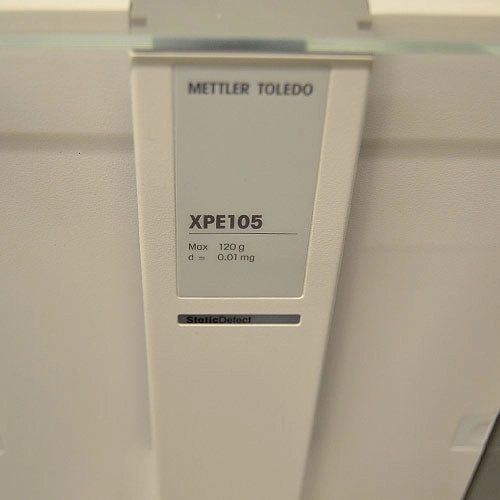 METTLER TOLEDO
XPE105
Max 120 g
d = 0.01 mg
StaticDetect